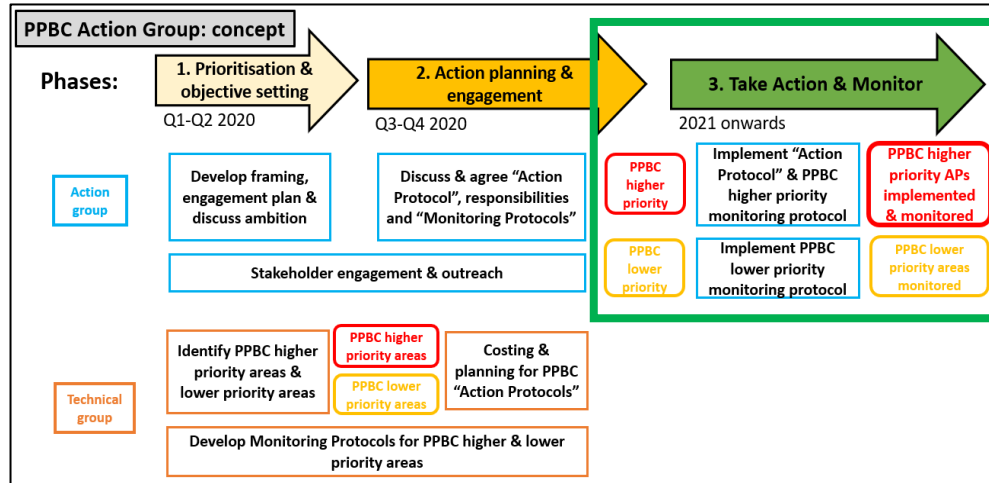 PPBC Action Group: concept
Phases:
1. Prioritisation &
objective setting
2. Action planning &
engagement
3. Take Action & Monitor
Q1-Q2 2020
Q3-Q4 2020
2021 onwards
Action
group
Develop framing,
engagement plan &
discuss ambition
Discuss & agree “Action
Protocol”, responsibilities
and “Monitoring Protocols”
PPBC
higher
priority
Implement “Action
Protocol” & PPBC
higher priority
monitoring protocol
PPBC higher
priority APs
implemented
& monitored
Stakeholder engagement & outreach
PPBC
lower
priority
Implement PPBC
lower priority
monitoring protocol
PPBC lower
priority areas
monitored
Technical
group
Identify PPBC higher
priority areas &
lower priority areas
PPBC higher
priority areas
PPBC lower
priority areas
Costing &
planning for PPBC
“Action Protocols”
Develop Monitoring Protocols for PPBC higher & lower
priority areas